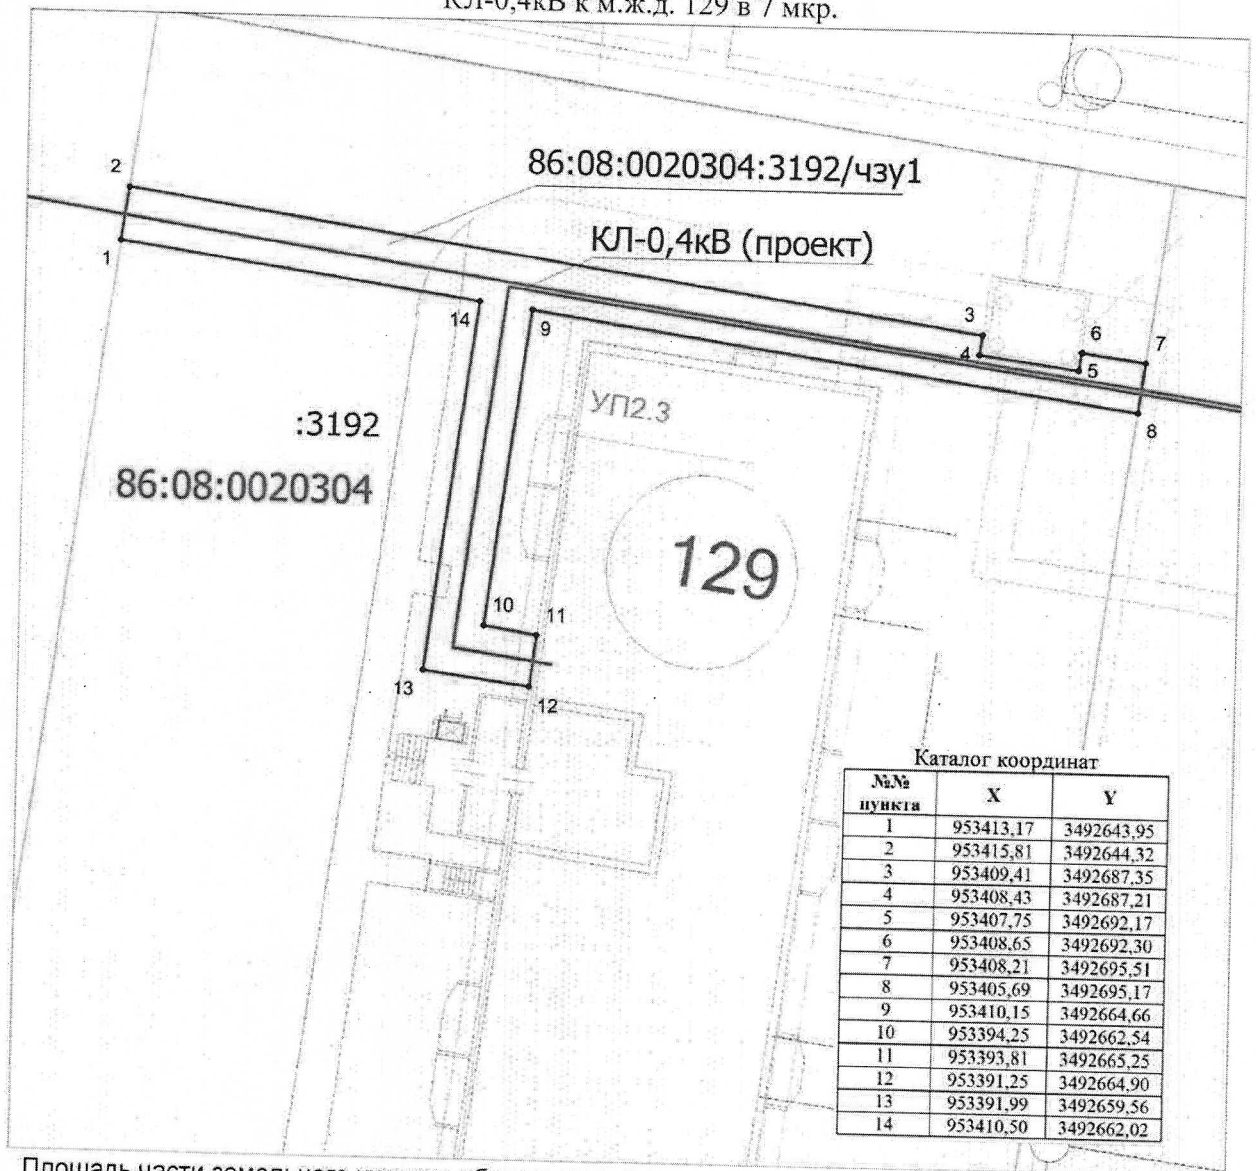 КЛ-0,4кВ к м.ж.д. 129 в 7 мкр.
86:08:0020304:3192/чзу1
КЛ-0,4кВ (проект)
2
1
14
9
3
4
6
5
7
8
УП2.3
:3192
86:08:0020304
129
10
11
13
12
Каталог координат
№№ пункта X Y
1 953413,17 3492643,95
2 953415,81 3492644,32
3 953409,41 3492687,35
4 953408,43 3492687,21
5 953407,75 3492692,17
6 953408,65 3492692,30
7 953408,21 3492695,51
8 953405,69 3492695,17
9 953410,15 3492664,66
10 953394,25 3492662,54
11 953393,81 3492665,25
12 953391,25 3492664,90
13 953391,99 3492659,56
14 953410,50 3492662,02
Площадь части земельного